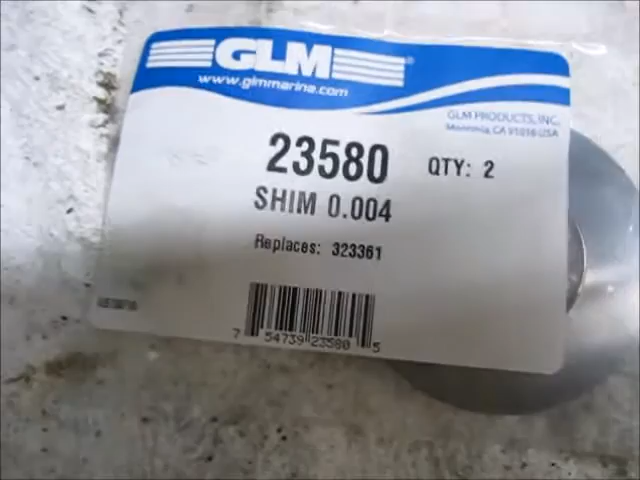 GLM
www.glmmarina.com
GLM PRODUCTS, INC.
Monrovia, CA 91016 USA
23580
QTY: 2
SHIM 0.004
Replaces: 323361
7 54739 23580 5